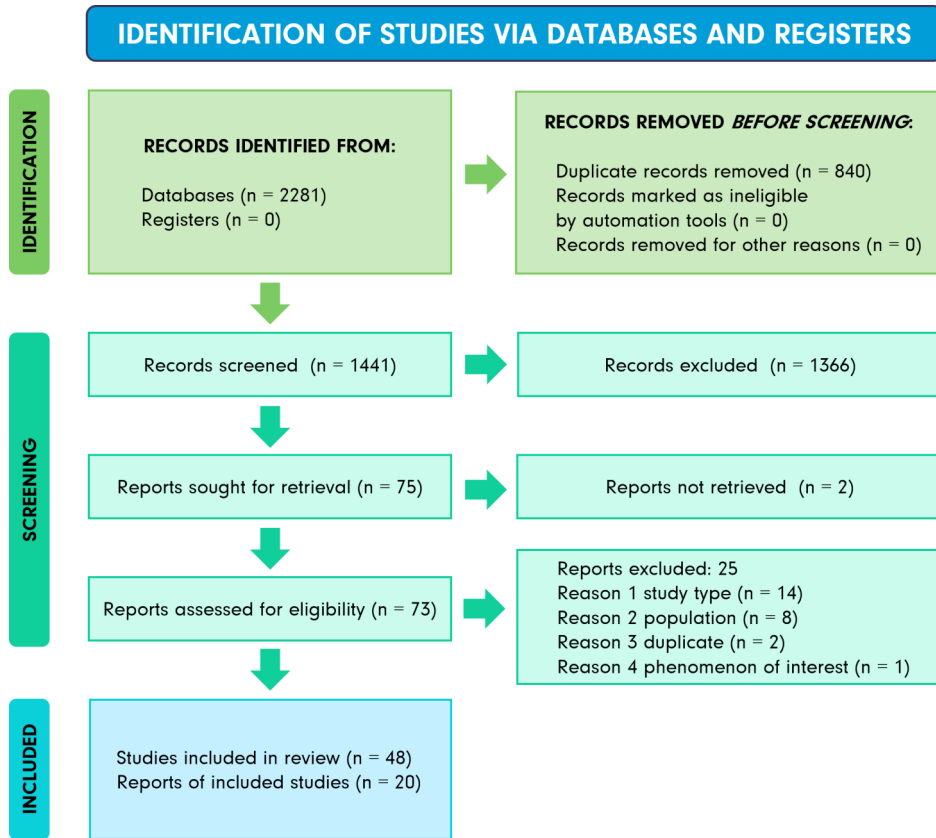 IDENTIFICATION OF STUDIES VIA DATABASES AND REGISTERS
IDENTIFICATION
RECORDS IDENTIFIED FROM:
Databases (n = 2281)
Registers (n = 0)
RECORDS REMOVED BEFORE SCREENING:
Duplicate records removed (n = 840)
Records marked as ineligible
by automation tools (n = 0)
Records removed for other reasons (n = 0)
SCREENING
Records screened (n = 1441)
Records excluded (n = 1366)
Reports sought for retrieval (n = 75)
Reports not retrieved (n = 2)
Reports assessed for eligibility (n = 73)
Reports excluded: 25
Reason 1 study type (n = 14)
Reason 2 population (n = 8)
Reason 3 duplicate (n = 2)
Reason 4 phenomenon of interest (n = 1)
INCLUDED
Studies included in review (n = 48)
Reports of included studies (n = 20)